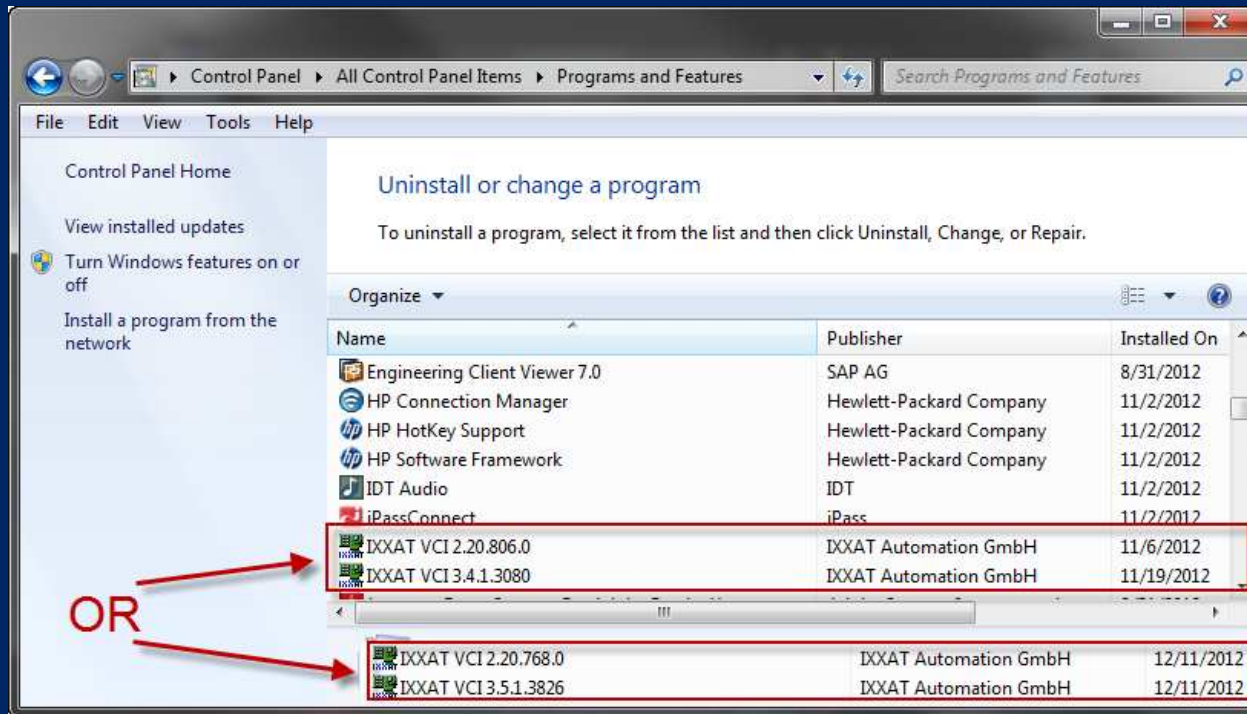 Control Panel ▸ All Control Panel Items ▸ Programs and Features
Search Programs and Features
File Edit View Tools Help
Control Panel Home
View installed updates
Turn Windows features on or
off
Install a program from the
network
Uninstall or change a program
To uninstall a program, select it from the list and then click Uninstall, Change, or Repair.
Organize
Name Publisher Installed On
Engineering Client Viewer 7.0 SAP AG 8/31/2012
HP Connection Manager Hewlett-Packard Company 11/2/2012
HP HotKey Support Hewlett-Packard Company 11/2/2012
HP Software Framework Hewlett-Packard Company 11/2/2012
IDT Audio IDT 11/2/2012
iPassConnect iPass 11/2/2012
IXXAT VCI 2.20.806.0 IXXAT Automation GmbH 11/6/2012
IXXAT VCI 3.4.1.3080 IXXAT Automation GmbH 11/19/2012
OR
IXXAT VCI 2.20.768.0 IXXAT Automation GmbH 12/11/2012
IXXAT VCI 3.5.1.3826 IXXAT Automation GmbH 12/11/2012